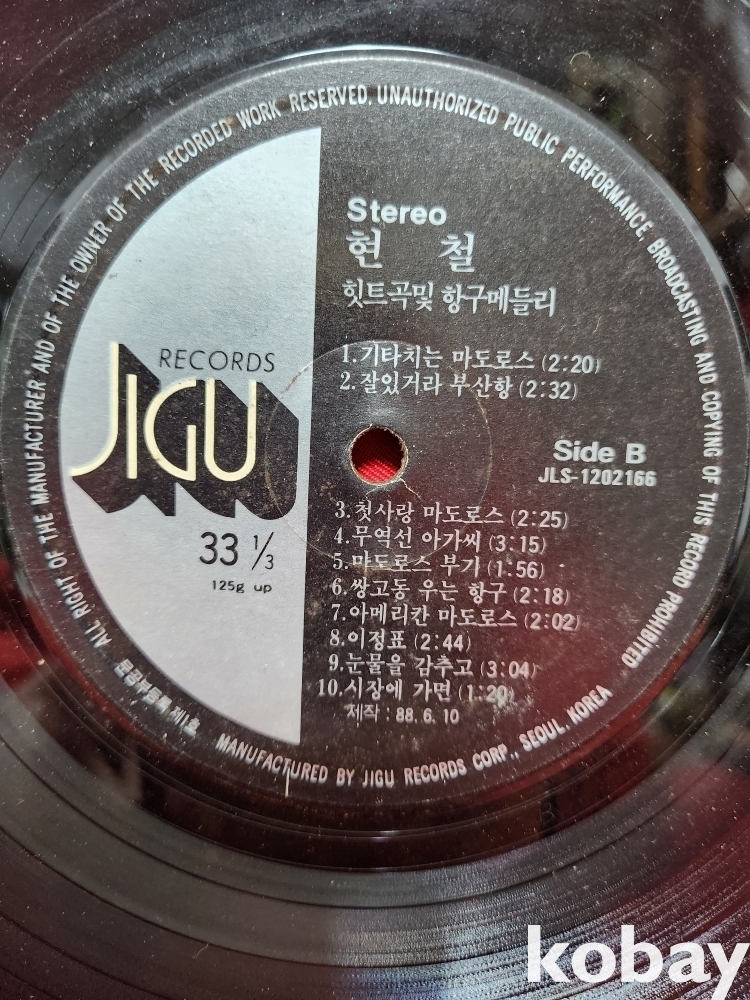 ALL RIGHT OF THE MANUFACTURER AND OF THE OWNER OF THE RECORDED WORK RESERVED. UNAUTHORIZED PUBLIC PERFORMANCE, BROADCASTING AND COPYING OF THIS RECORD PROHIBITED
Stereo
현 철
힛트곡및 항구메들리
1.기타치는 마도로스 (2:20)
2.잘있거라 부산항 (2:32)
RECORDS
JIGU
Side B
JLS-1202166
3.첫사랑 마도로스 (2:25)
4.무역선 아가씨 (3:15)
5.마도로스 부기 (1:56)
6.쌍고동 우는 항구 (2:18)
7.아메리칸 마도로스 (2:02)
8.이정표 (2:44)
9.눈물을 감추고 (3:04)
10.시장에 가면 (1:20)
제작 : 88. 6. 10
33 1/3
125g up
MANUFACTURED BY JIGU RECORDS CORP., SEOUL, KOREA
kobay